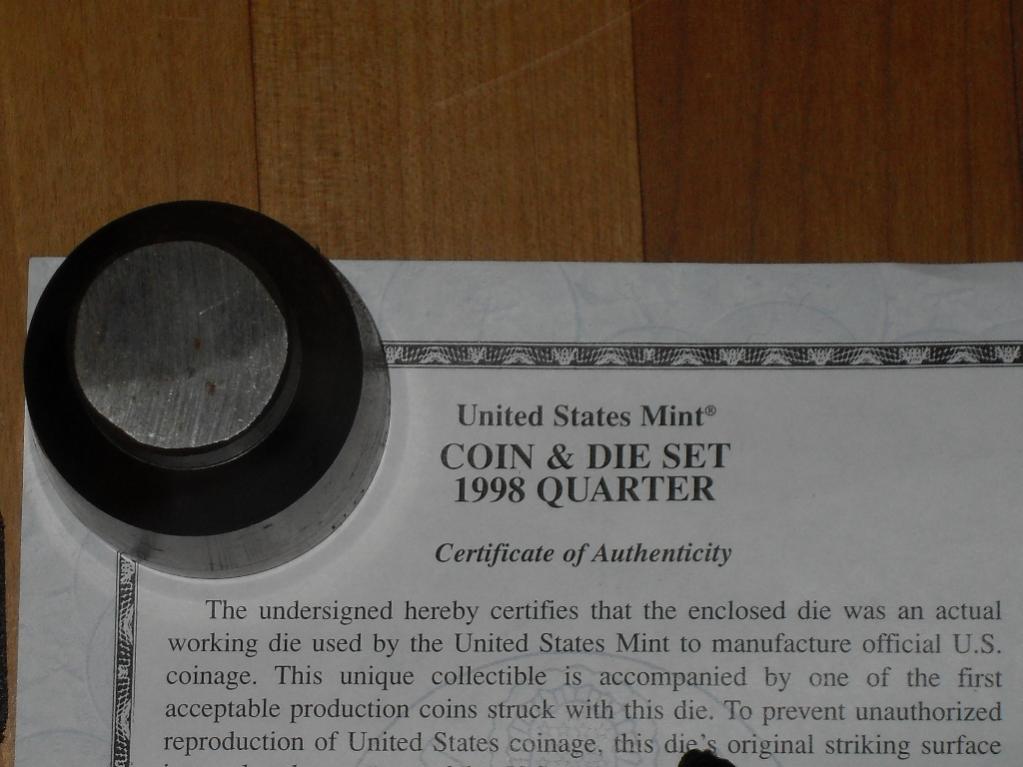 United States Mint®
COIN & DIE SET
1998 QUARTER
Certificate of Authenticity
The undersigned hereby certifies that the enclosed die was an actual
working die used by the United States Mint to manufacture official U.S.
coinage. This unique collectible is accompanied by one of the first
acceptable production coins struck with this die. To prevent unauthorized
reproduction of United States coinage, this die's original striking surface